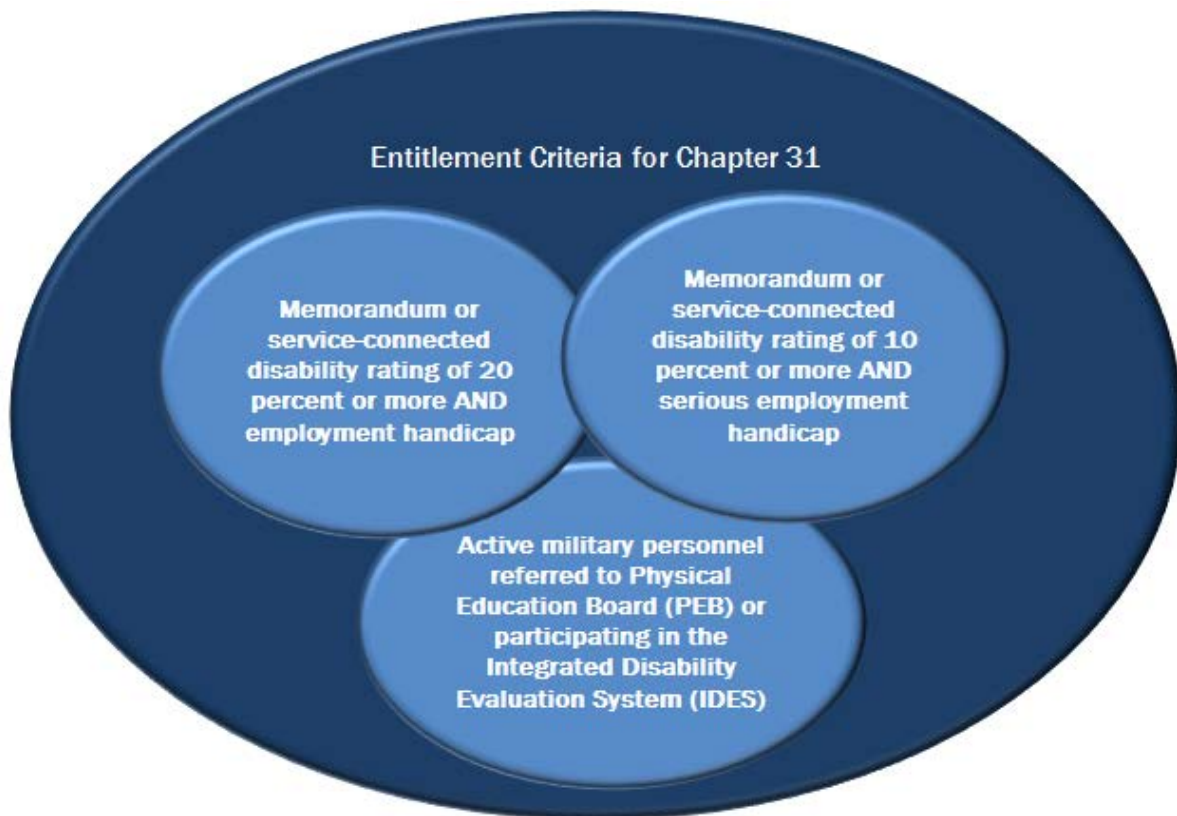 Entitlement Criteria for Chapter 31
Memorandum or
service-connected
disability rating of 20
percent or more AND
employment handicap
Memorandum or
service-connected
disability rating of 10
percent or more AND
serious employment
handicap
Active military personnel
referred to Physical
Education Board (PEB) or
participating in the
Integrated Disability
Evaluation System (IDES)